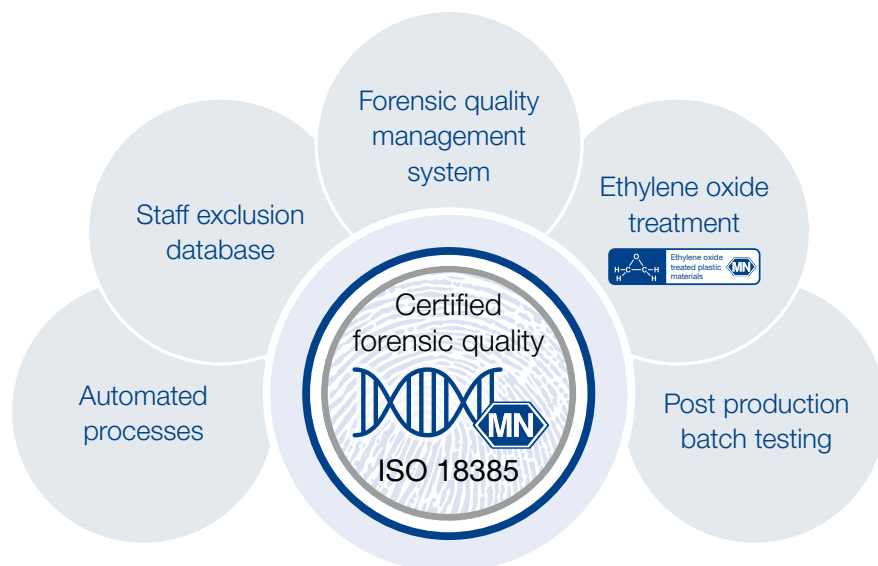 Forensic quality
management
system
Staff exclusion
database
Ethylene oxide
treatment
O
H C C H
H H
Ethylene oxide
treated plastic
materials
MN
Automated
processes
Certified
forensic quality
MN
ISO 18385
Post production
batch testing